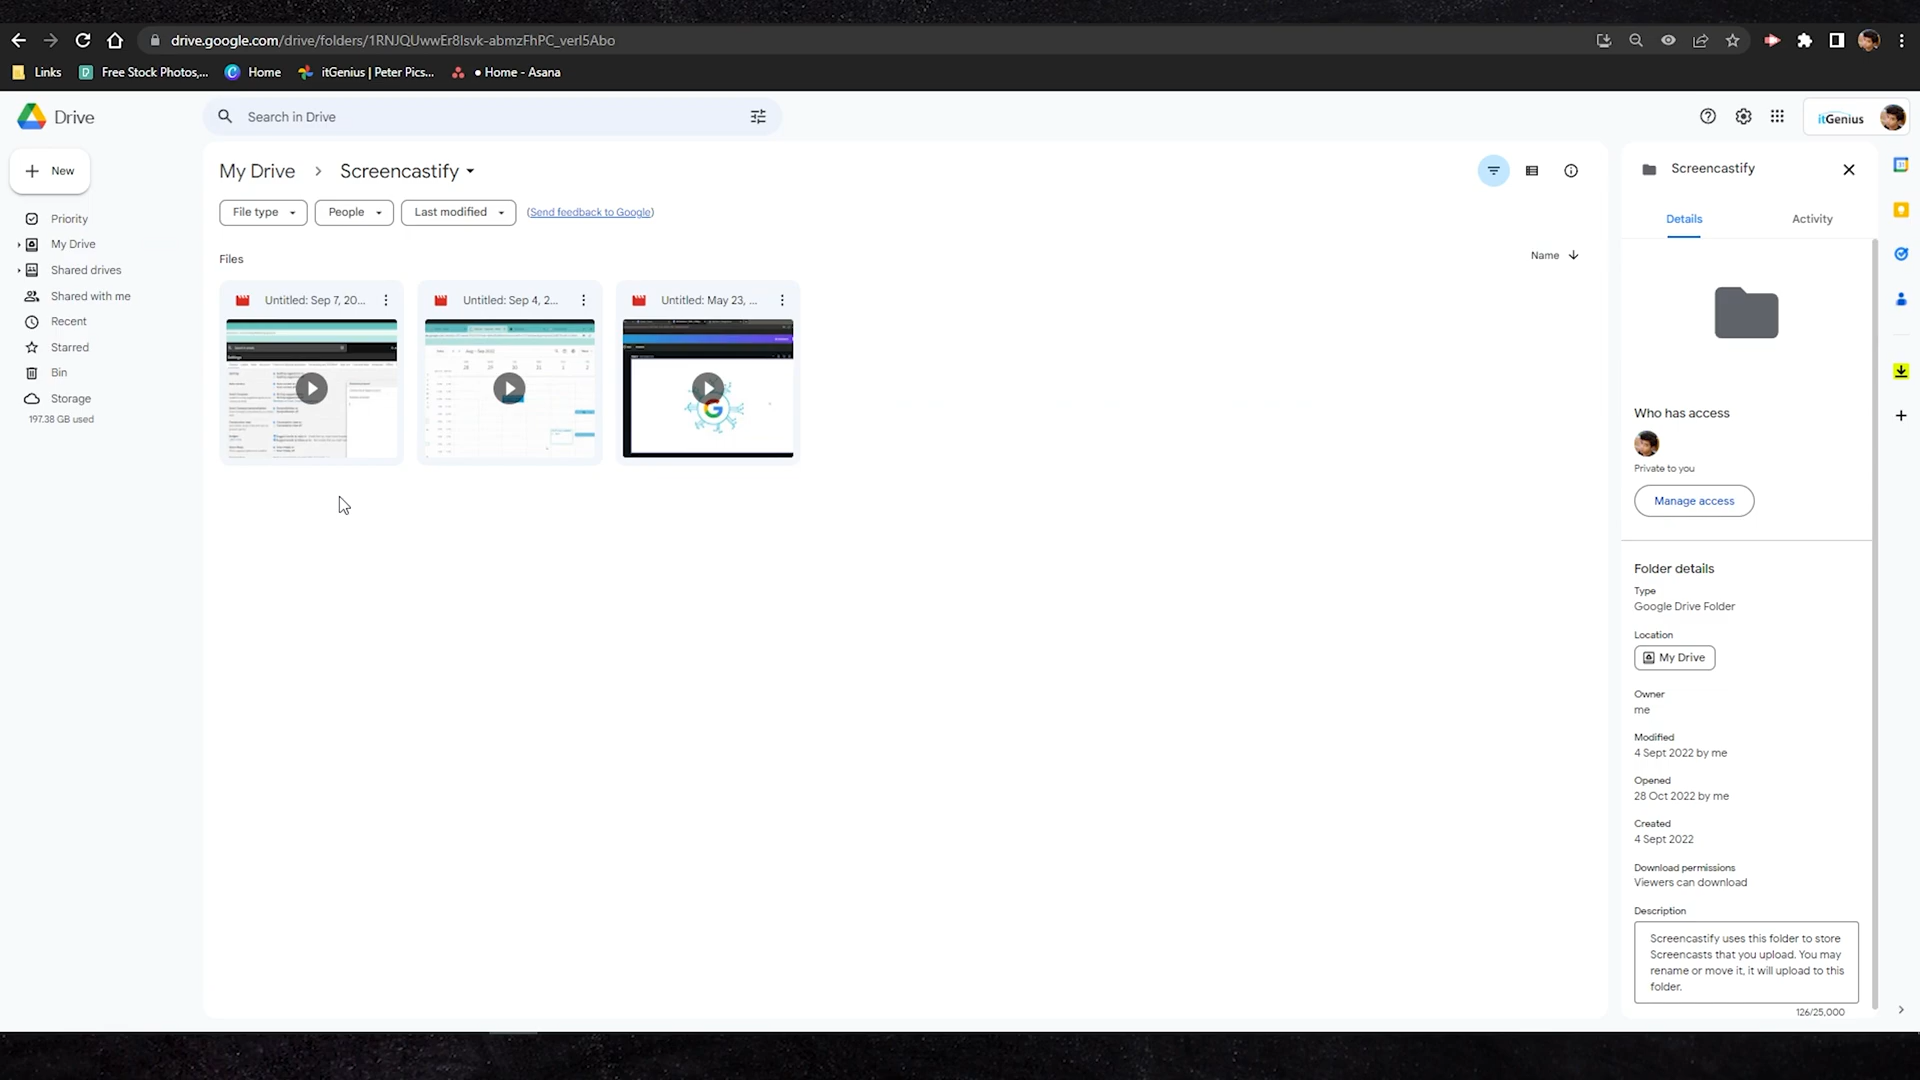 drive.google.com/drive/folders/1RNJQUwwEr8lsvk-abmzFhPC_verl5Abo
Links
Free Stock Photos,...
Home
itGenius | Peter Pics...
● Home - Asana
Drive
Search in Drive
itGenius
New
My Drive > Screencastify
Screencastify
Priority
My Drive
Shared drives
Shared with me
Recent
Starred
Bin
Storage
197.38 GB used
File type
People
Last modified
(Send feedback to Google)
Details
Activity
Files
Name
Untitled: Sep 7, 20...
Untitled: Sep 4, 2...
Untitled: May 23, ...
Who has access
Private to you
Manage access
Folder details
Type
Google Drive Folder
Location
My Drive
Owner
me
Modified
4 Sept 2022 by me
Opened
28 Oct 2022 by me
Created
4 Sept 2022
Download permissions
Viewers can download
Description
Screencastify uses this folder to store
Screencasts that you upload. You may
rename or move it, it will upload to this
folder.
126/25,000